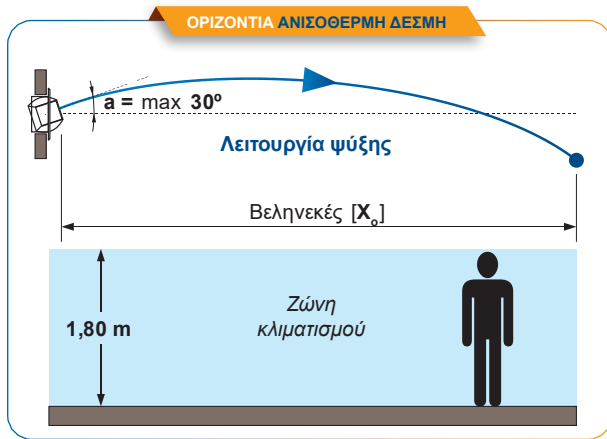 ΟΡΙΖΟΝΤΙΑ ΑΝΙΣΟΘΕΡΜΗ ΔΕΣΜΗ
a = max 30º
Λειτουργία ψύξης
Βεληνεκές [Xₒ]
1,80 m
Ζώνη
κλιματισμού